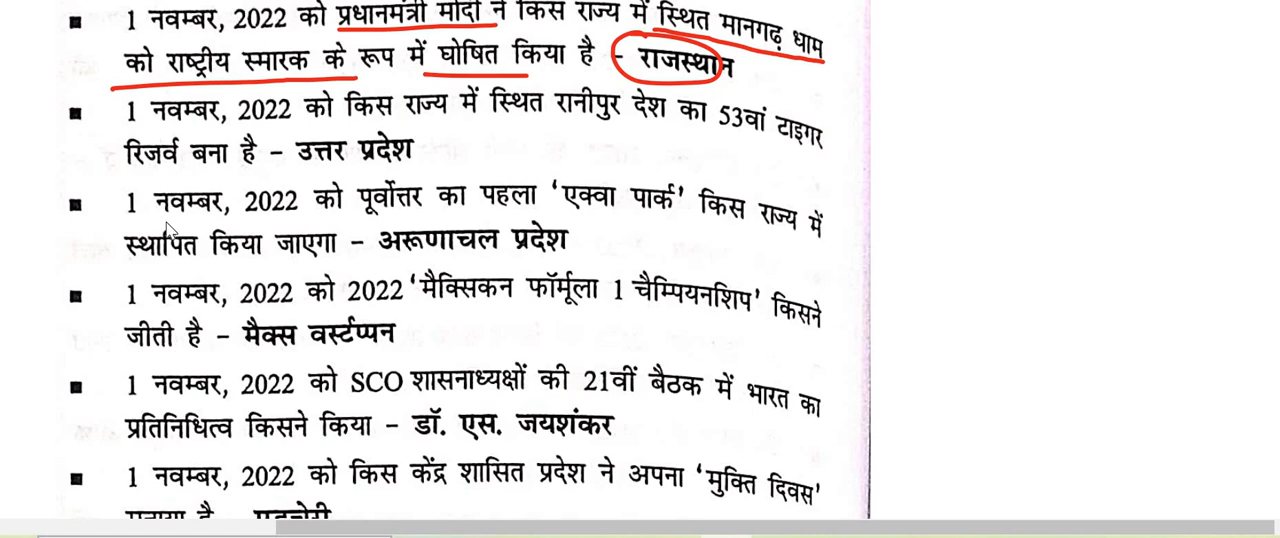 ▪ 1 नवम्बर, 2022 को प्रधानमंत्री मोदी ने किस राज्य में स्थित मानगढ़ धाम
को राष्ट्रीय स्मारक के रूप में घोषित किया है - राजस्थान
▪ 1 नवम्बर, 2022 को किस राज्य में स्थित रानीपुर देश का 53वां टाइगर
रिजर्व बना है – उत्तर प्रदेश
▪ 1 नवम्बर, 2022 को पूर्वोत्तर का पहला ‘एक्वा पार्क’ किस राज्य में
स्थापित किया जाएगा – अरूणाचल प्रदेश
▪ 1 नवम्बर, 2022 को 2022 ‘मैक्सिकन फॉर्मूला 1 चैम्पियनशिप’ किसने
जीती है – मैक्स वर्स्टप्पन
▪ 1 नवम्बर, 2022 को SCO शासनाध्यक्षों की 21वीं बैठक में भारत का
प्रतिनिधित्व किसने किया – डॉ. एस. जयशंकर
▪ 1 नवम्बर, 2022 को किस केंद्र शासित प्रदेश ने अपना ‘मुक्ति दिवस’